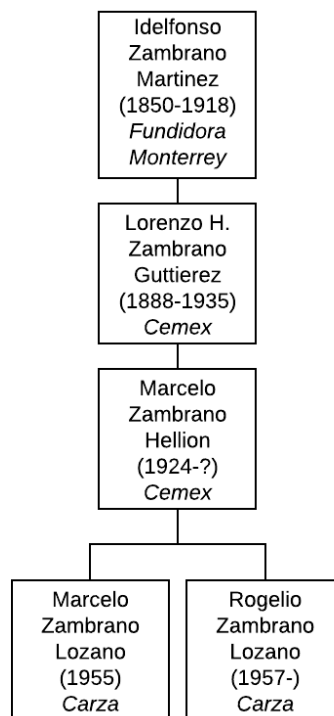 Idelfonso
Zambrano
Martinez
(1850-1918)
Fundidora
Monterrey
Lorenzo H.
Zambrano
Guttierez
(1888-1935)
Cemex
Marcelo
Zambrano
Hellion
(1924-?)
Cemex
Marcelo
Zambrano
Lozano
(1955)
Carza
Rogelio
Zambrano
Lozano
(1957-)
Carza